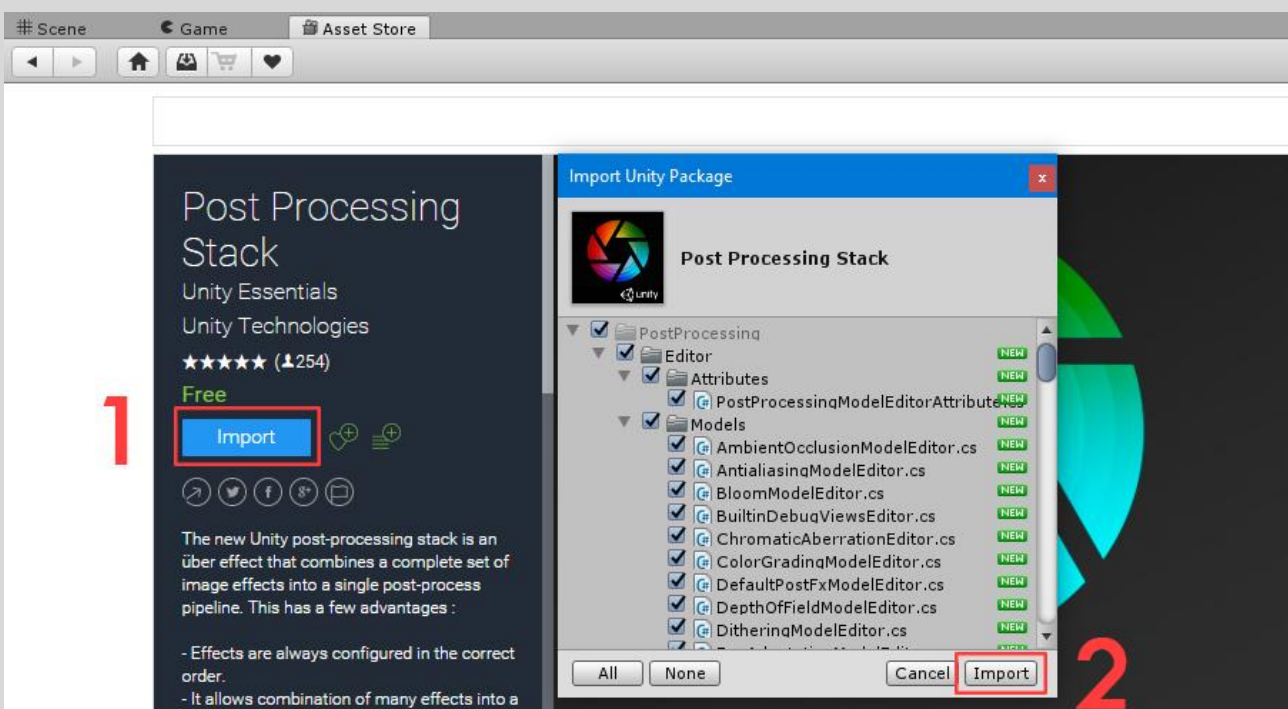 Scene
Game
Asset Store
Post Processing
Stack
Unity Essentials
Unity Technologies
★★★★★ (254)
Free
1
Import
The new Unity post-processing stack is an
über effect that combines a complete set of
image effects into a single post-process
pipeline. This has a few advantages :
- Effects are always configured in the correct
order.
- It allows combination of many effects into a
Import Unity Package
x
unity
Post Processing Stack
PostProcessing
Editor NEW
Attributes NEW
PostProcessingModelEditorAttribute.cs NEW
Models NEW
AmbientOcclusionModelEditor.cs NEW
AntialiasingModelEditor.cs NEW
BloomModelEditor.cs NEW
BuiltinDebugViewsEditor.cs NEW
ChromaticAberrationEditor.cs NEW
ColorGradingModelEditor.cs NEW
DefaultPostFxModelEditor.cs NEW
DepthOfFieldModelEditor.cs NEW
DitheringModelEditor.cs NEW
All None Cancel Import
2